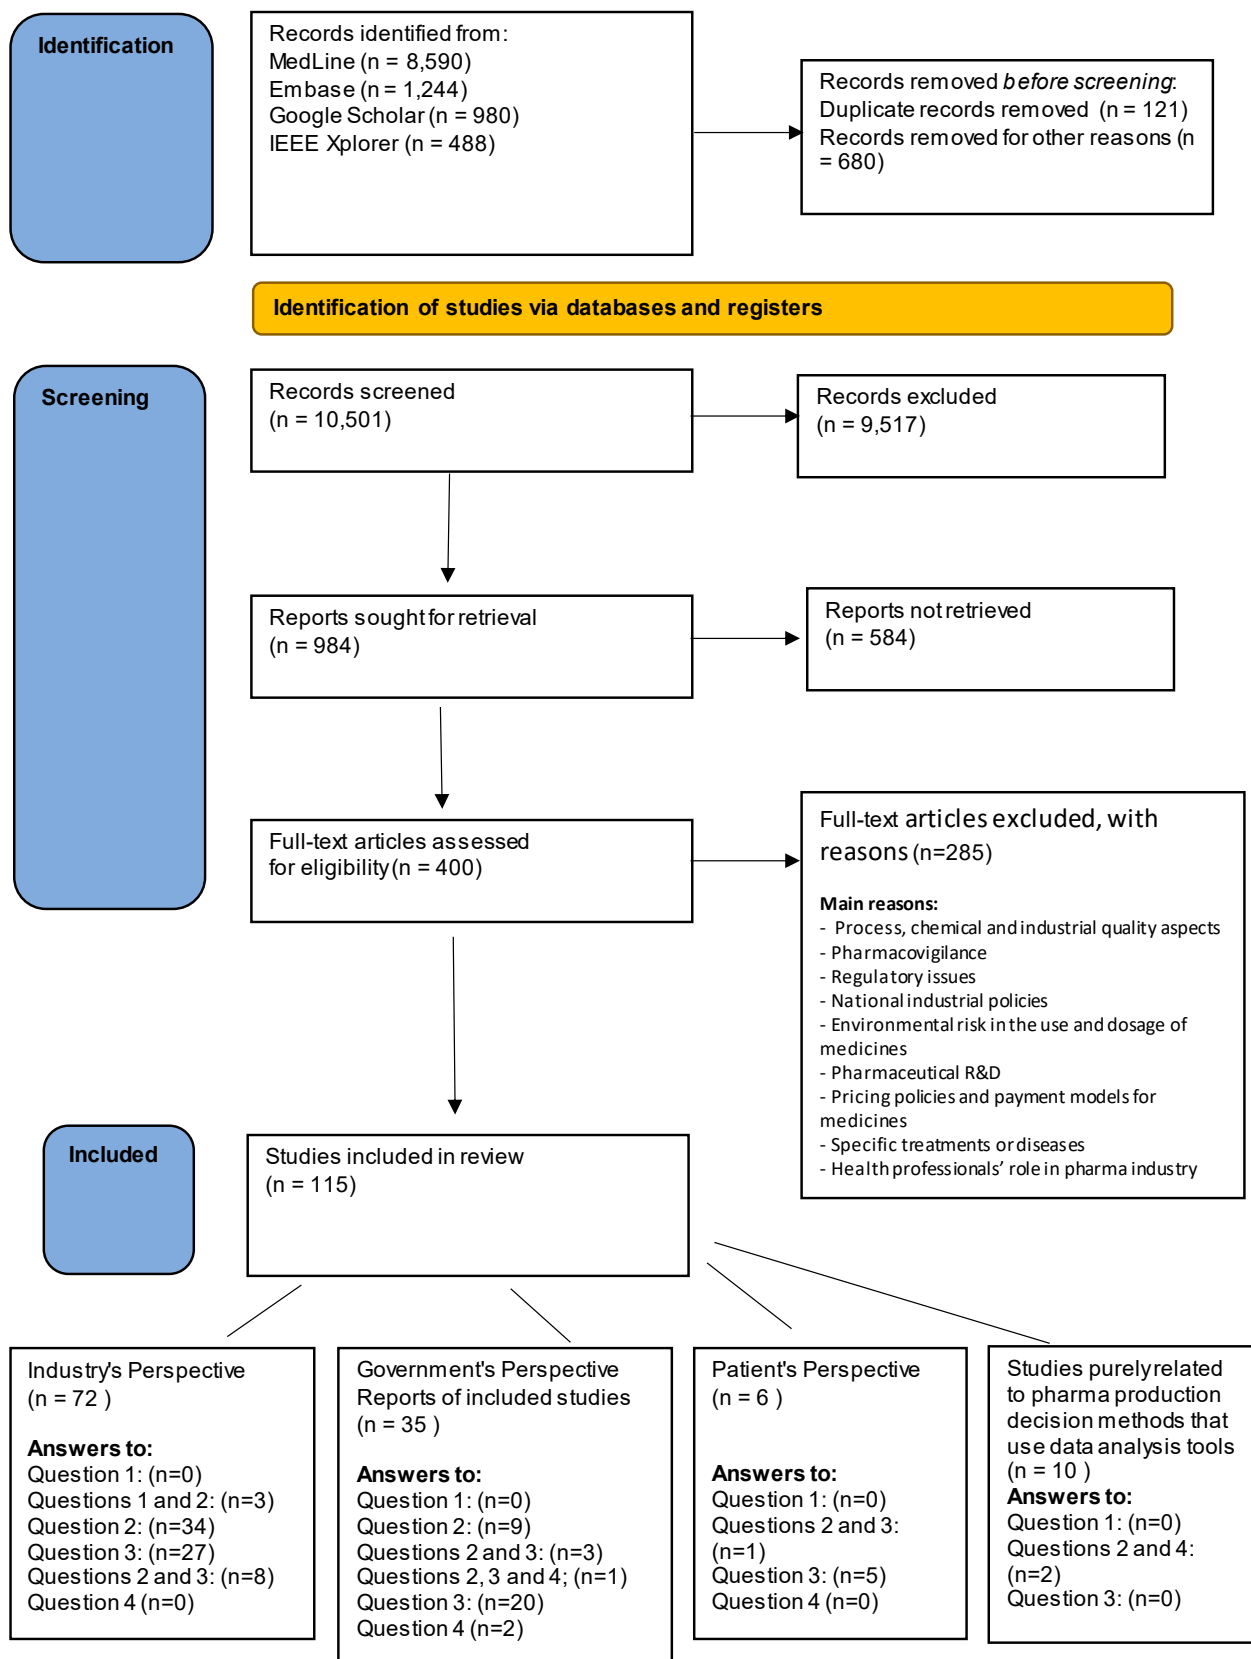 Identification
Records identified from:
MedLine (n = 8,590)
Embase (n = 1,244)
Google Scholar (n = 980)
IEEE Xplorer (n = 488)
Records removed before screening:
Duplicate records removed (n = 121)
Records removed for other reasons (n
= 680)
Identification of studies via databases and registers
Screening
Records screened
(n = 10,501)
Records excluded
(n = 9,517)
Reports sought for retrieval
(n = 984)
Reports not retrieved
(n = 584)
Full-text articles assessed
for eligibility (n = 400)
Full-text articles excluded, with
reasons (n=285)
Main reasons:
- Process, chemical and industrial quality aspects
- Pharmacovigilance
- Regulatory issues
- National industrial policies
- Environmental risk in the use and dosage of
medicines
- Pharmaceutical R&D
- Pricing policies and payment models for
medicines
- Specific treatments or diseases
- Health professionals’ role in pharma industry
Included
Studies included in review
(n = 115)
Industry's Perspective
(n = 72 )
Answers to:
Question 1: (n=0)
Questions 1 and 2: (n=3)
Question 2: (n=34)
Question 3: (n=27)
Questions 2 and 3: (n=8)
Question 4 (n=0)
Government's Perspective
Reports of included studies
(n = 35 )
Answers to:
Question 1: (n=0)
Question 2: (n=9)
Questions 2 and 3: (n=3)
Questions 2, 3 and 4; (n=1)
Question 3: (n=20)
Question 4 (n=2)
Patient's Perspective
(n = 6 )
Answers to:
Question 1: (n=0)
Questions 2 and 3:
(n=1)
Question 3: (n=5)
Question 4 (n=0)
Studies purely related
to pharma production
decision methods that
use data analysis tools
(n = 10 )
Answers to:
Question 1: (n=0)
Questions 2 and 4:
(n=2)
Question 3: (n=0)